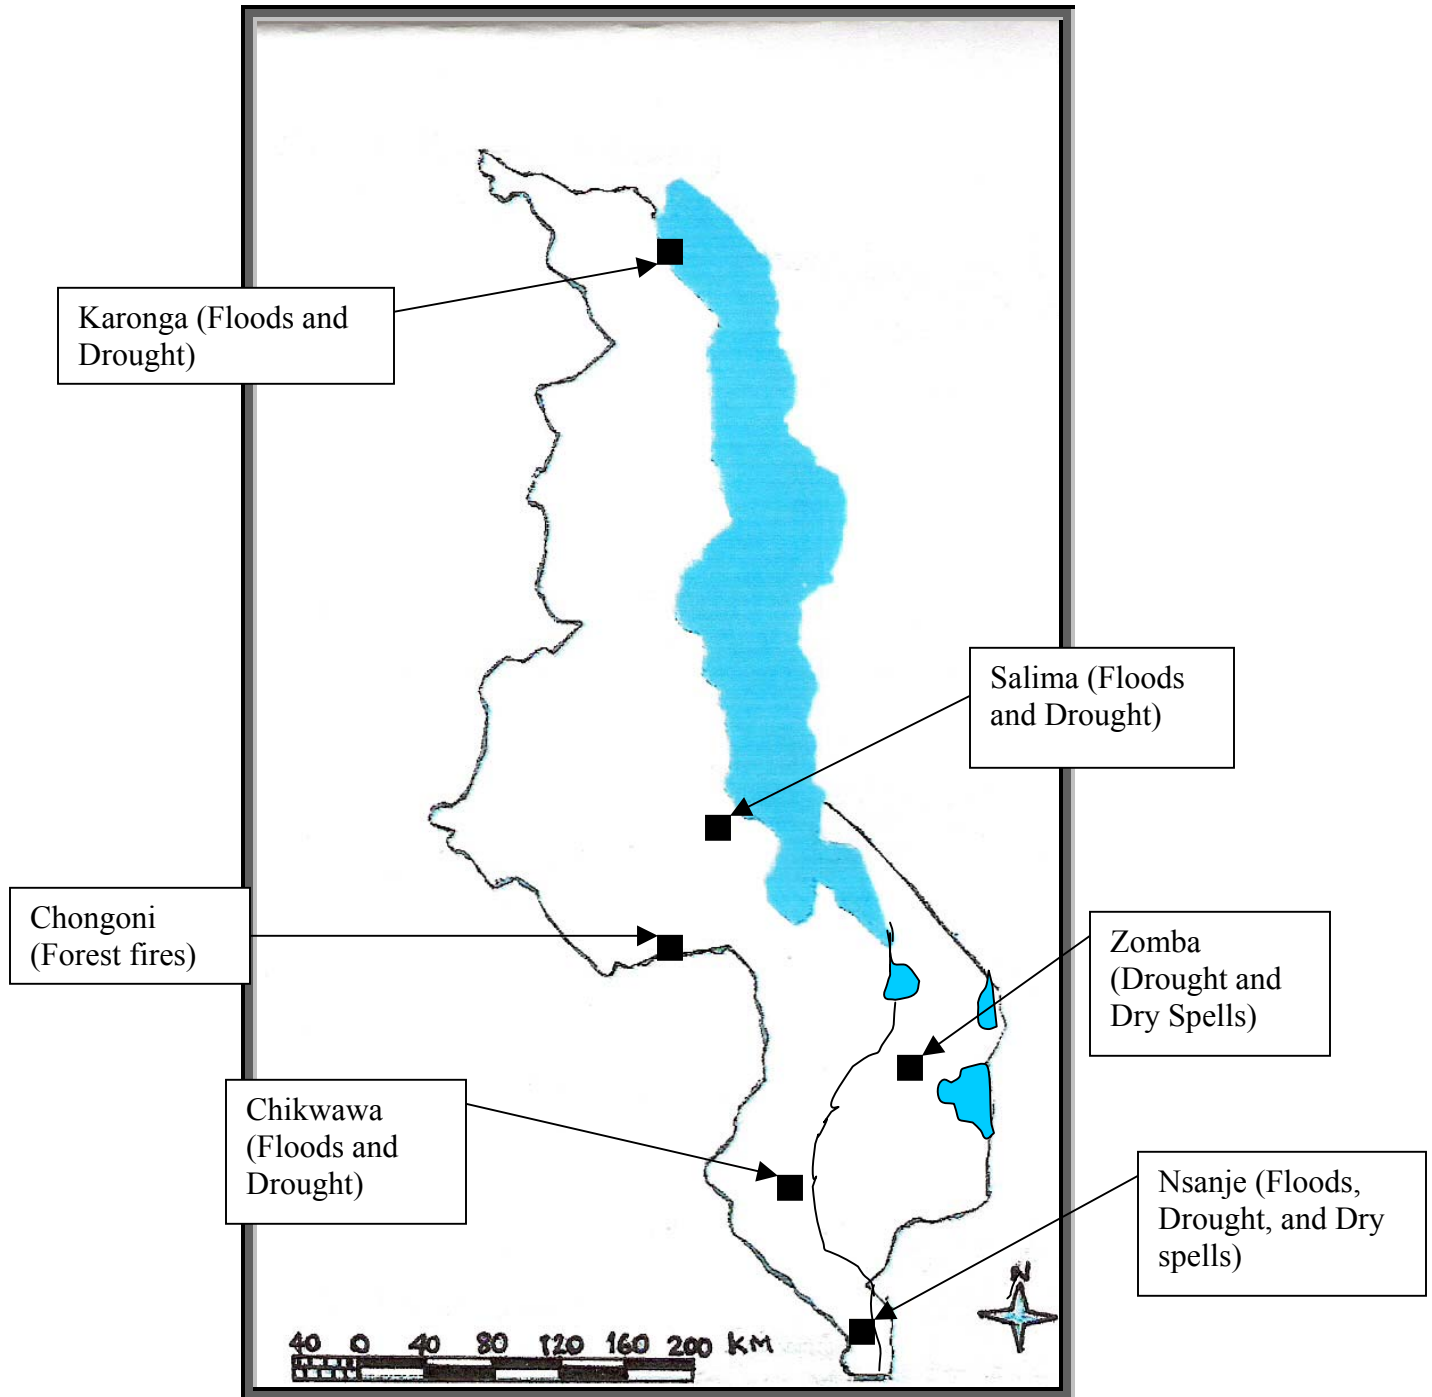 Karonga (Floods and
Drought)
Salima (Floods
and Drought)
Chongoni
(Forest fires)
Zomba
(Drought and
Dry Spells)
Chikwawa
(Floods and
Drought)
Nsanje (Floods,
Drought, and Dry
spells)
N
40 0 40 80 120 160 200 KM